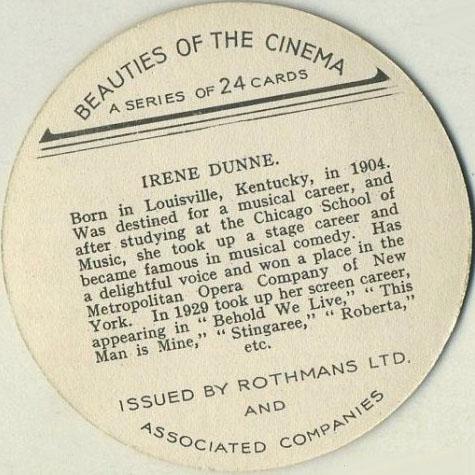 BEAUTIES OF THE CINEMA
A SERIES OF 24 CARDS
IRENE DUNNE.
Born in Louisville, Kentucky, in 1904.
Was destined for a musical career, and
after studying at the Chicago School of
Music, she took up a stage career and
became famous in musical comedy. Has
a delightful voice and won a place in the
Metropolitan Opera Company of New
York. In 1929 took up her screen career,
appearing in “ Behold We Live,” “ This
Man is Mine,” “ Stingaree,” “ Roberta,”
etc.
ISSUED BY ROTHMANS LTD.
AND
ASSOCIATED COMPANIES